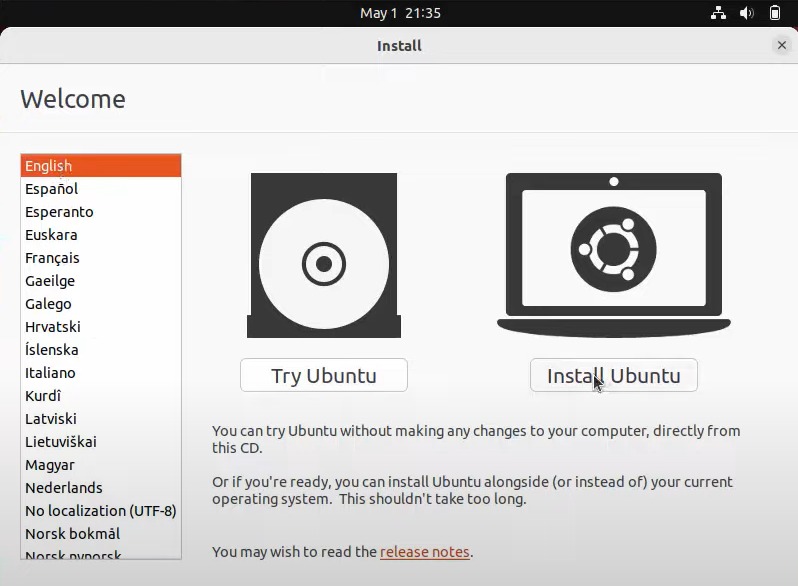 May 1 21:35
Install
Welcome
English
Español
Esperanto
Euskara
Français
Gaeilge
Galego
Hrvatski
Íslenska
Italiano
Kurdî
Latviski
Lietuviškai
Magyar
Nederlands
No localization (UTF-8)
Norsk bokmål
Norsk nynorsk
Try Ubuntu
Install Ubuntu
You can try Ubuntu without making any changes to your computer, directly from
this CD.
Or if you're ready, you can install Ubuntu alongside (or instead of) your current
operating system. This shouldn't take too long.
You may wish to read the release notes.